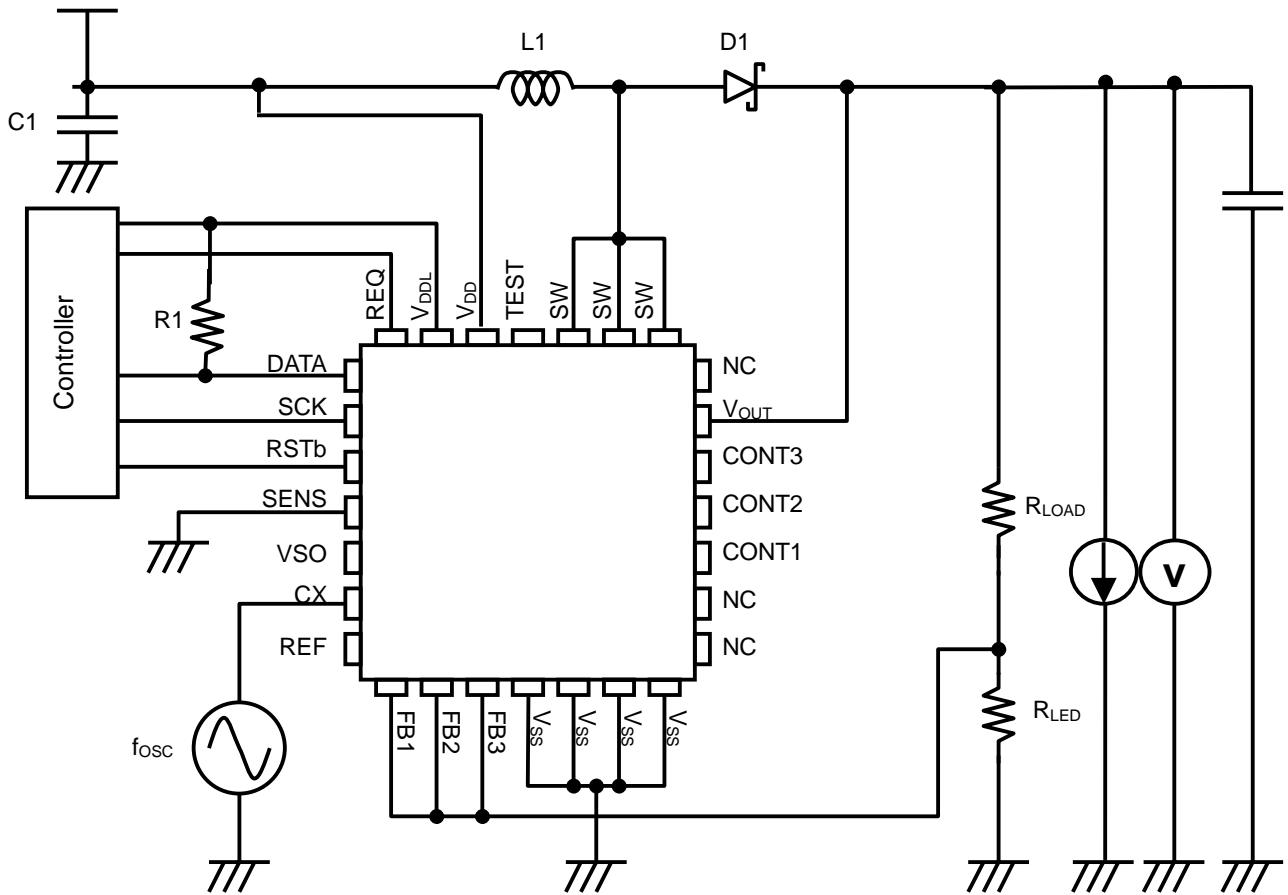 L1
D1
C1
Controller
R1
REQ
VDDL
VDD
TEST
SW
SW
SW
DATA
SCK
RSTb
SENS
VSO
CX
REF
NC
VOUT
CONT3
CONT2
CONT1
NC
NC
RLOAD
V
RLED
FB1
FB2
FB3
VSS
VSS
VSS
VSS
fOSC